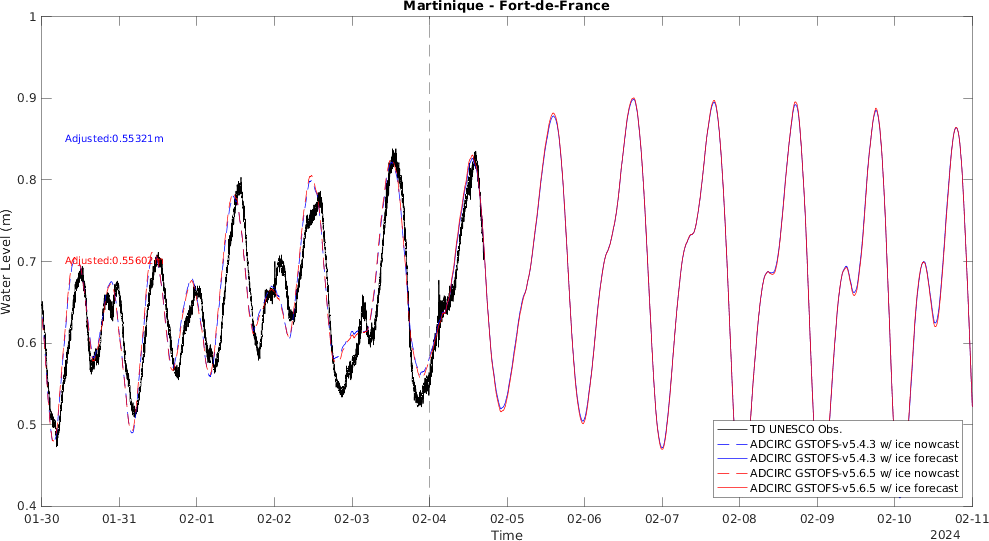 Martinique - Fort-de-France
1
0.9
0.8
0.7
0.6
0.5
0.4
Water Level (m)
Adjusted:0.55321m
Adjusted:0.55602
TD UNESCO Obs.
ADCIRC GSTOFS-v5.4.3 w/ ice nowcast
ADCIRC GSTOFS-v5.4.3 w/ ice forecast
ADCIRC GSTOFS-v5.6.5 w/ ice nowcast
ADCIRC GSTOFS-v5.6.5 w/ ice forecast
01-30 01-31 02-01 02-02 02-03 02-04 02-05 02-06 02-07 02-08 02-09 02-10 02-11
Time
2024